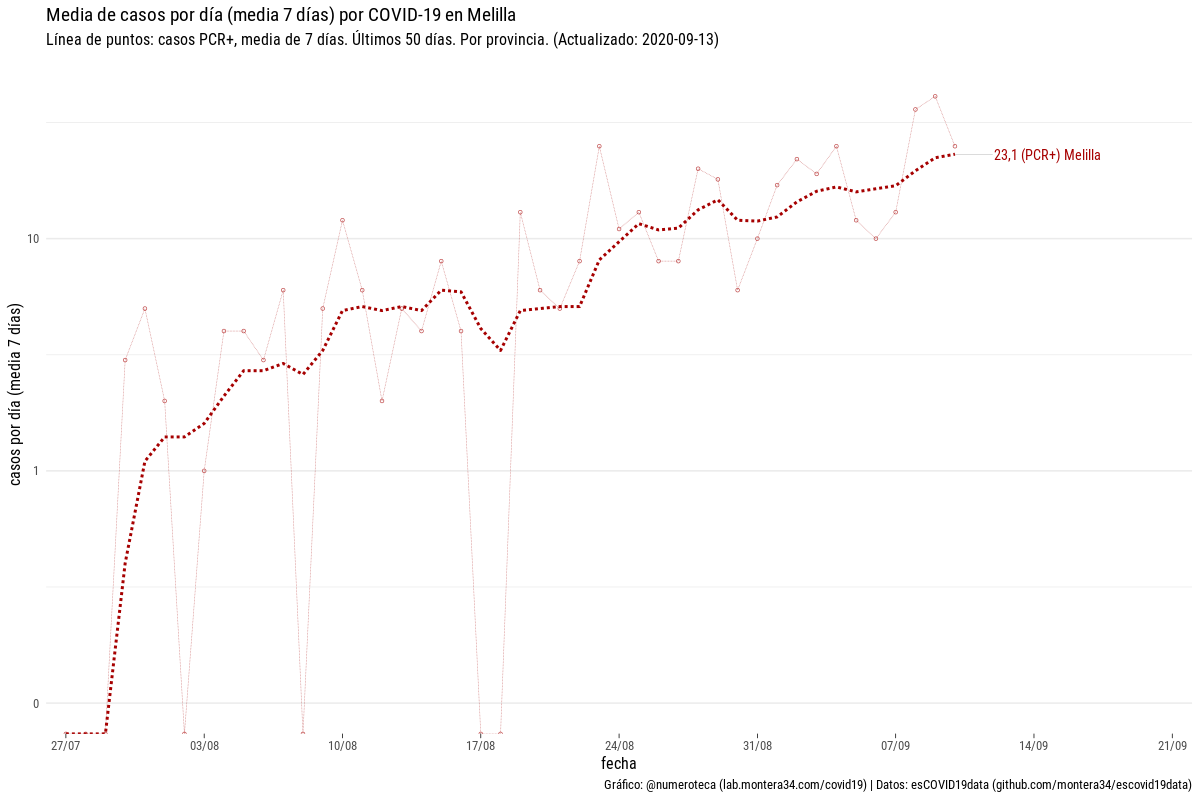 Media de casos por día (media 7 días) por COVID-19 en Melilla
Línea de puntos: casos PCR+, media de 7 días. Últimos 50 días. Por provincia. (Actualizado: 2020-09-13)
23,1 (PCR+) Melilla
10
1
0
casos por día (media 7 días)
27/07 03/08 10/08 17/08 24/08 31/08 07/09 14/09 21/09
fecha
Gráfico: @numeroteca (lab.montera34.com/covid19) | Datos: esCOVID19data (github.com/montera34/escovid19data)